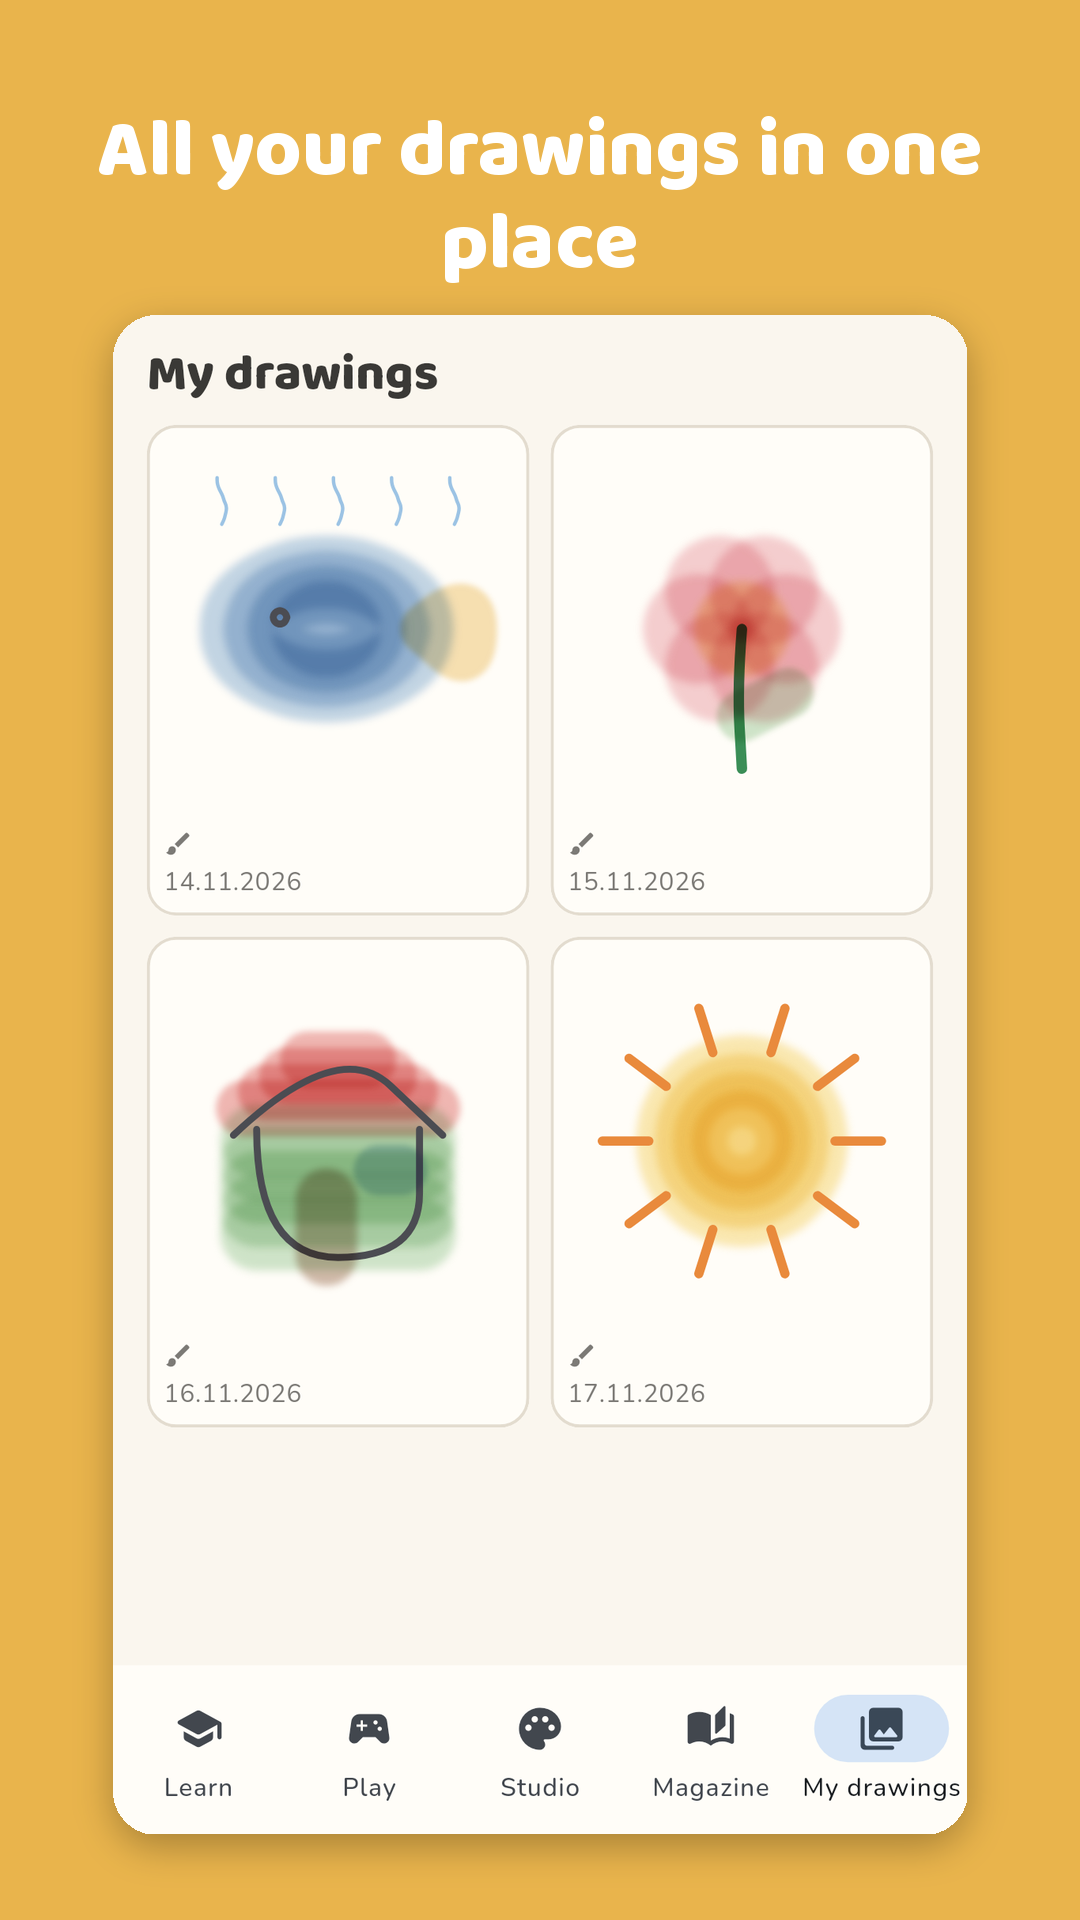 All your drawings in one
place
My drawings
14.11.2026
15.11.2026
16.11.2026
17.11.2026
Learn
Play
Studio
Magazine
My drawings